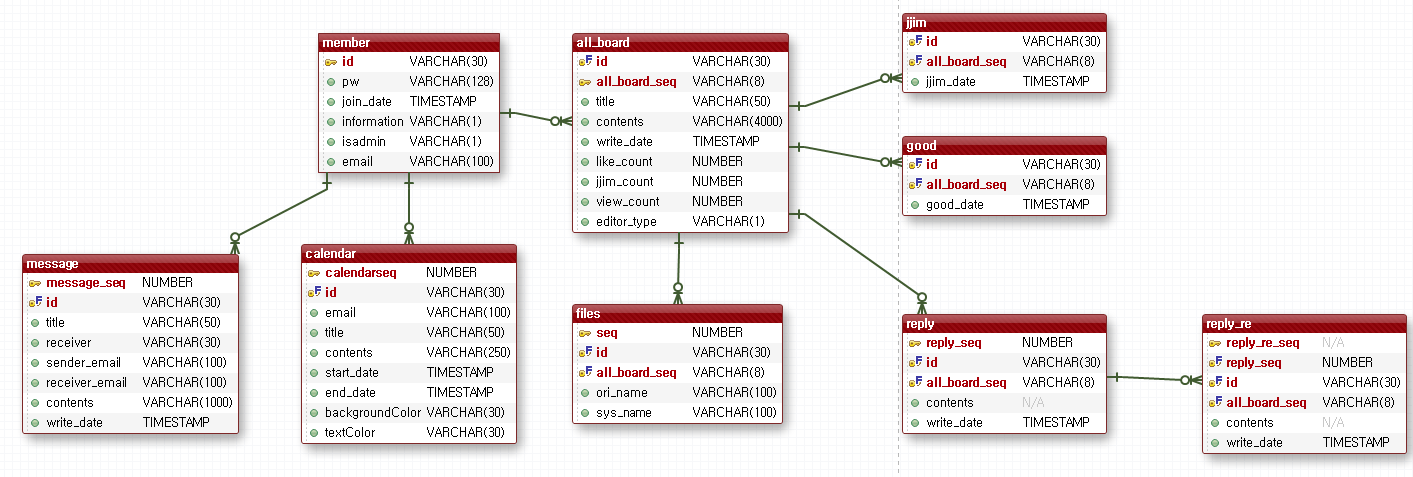 member
id VARCHAR(30)
pw VARCHAR(128)
join_date TIMESTAMP
information VARCHAR(1)
isadmin VARCHAR(1)
email VARCHAR(100)
all_board
id VARCHAR(30)
all_board_seq VARCHAR(8)
title VARCHAR(50)
contents VARCHAR(4000)
write_date TIMESTAMP
like_count NUMBER
jjim_count NUMBER
view_count NUMBER
editor_type VARCHAR(1)
jjim
id VARCHAR(30)
all_board_seq VARCHAR(8)
jjim_date TIMESTAMP
good
id VARCHAR(30)
all_board_seq VARCHAR(8)
good_date TIMESTAMP
message
message_seq NUMBER
id VARCHAR(30)
title VARCHAR(50)
receiver VARCHAR(30)
sender_email VARCHAR(100)
receiver_email VARCHAR(100)
contents VARCHAR(1000)
write_date TIMESTAMP
calendar
calendarseq NUMBER
id VARCHAR(30)
email VARCHAR(100)
title VARCHAR(50)
contents VARCHAR(250)
start_date TIMESTAMP
end_date TIMESTAMP
backgroundColor VARCHAR(30)
textColor VARCHAR(30)
files
seq NUMBER
id VARCHAR(30)
all_board_seq VARCHAR(8)
ori_name VARCHAR(100)
sys_name VARCHAR(100)
reply
reply_seq NUMBER
id VARCHAR(30)
all_board_seq VARCHAR(8)
contents N/A
write_date TIMESTAMP
reply_re
reply_re_seq N/A
reply_seq NUMBER
id VARCHAR(30)
all_board_seq VARCHAR(8)
contents N/A
write_date TIMESTAMP